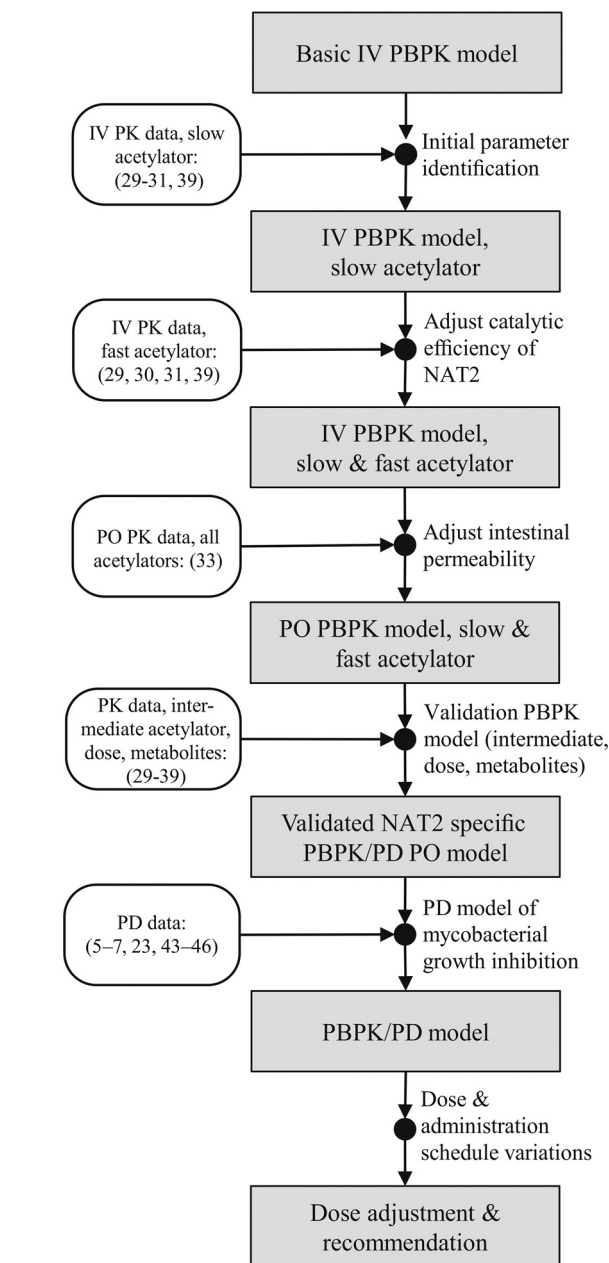 Basic IV PBPK model
IV PK data, slow
acetylator:
(29-31, 39)
Initial parameter
identification
IV PBPK model,
slow acetylator
IV PK data,
fast acetylator:
(29, 30, 31, 39)
Adjust catalytic
efficiency of
NAT2
IV PBPK model,
slow & fast acetylator
PO PK data, all
acetylators: (33)
Adjust intestinal
permeability
PO PBPK model, slow &
fast acetylator
PK data, inter-
mediate acetylator,
dose, metabolites:
(29-39)
Validation PBPK
model (intermediate,
dose, metabolites)
Validated NAT2 specific
PBPK/PD PO model
PD data:
(5–7, 23, 43–46)
PD model of
mycobacterial
growth inhibition
PBPK/PD model
Dose &
administration
schedule variations
Dose adjustment &
recommendation